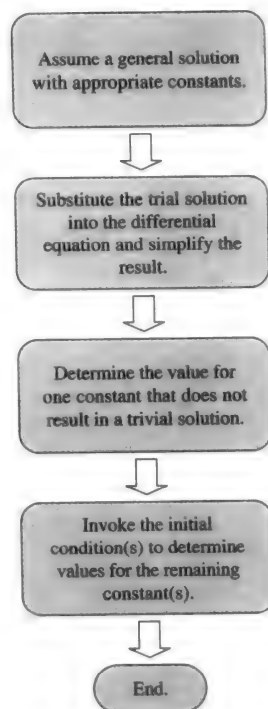 Assume a general solution
with appropriate constants.
Substitute the trial solution
into the differential
equation and simplify the
result.
Determine the value for
one constant that does not
result in a trivial solution.
Invoke the initial
condition(s) to determine
values for the remaining
constant(s).
End.